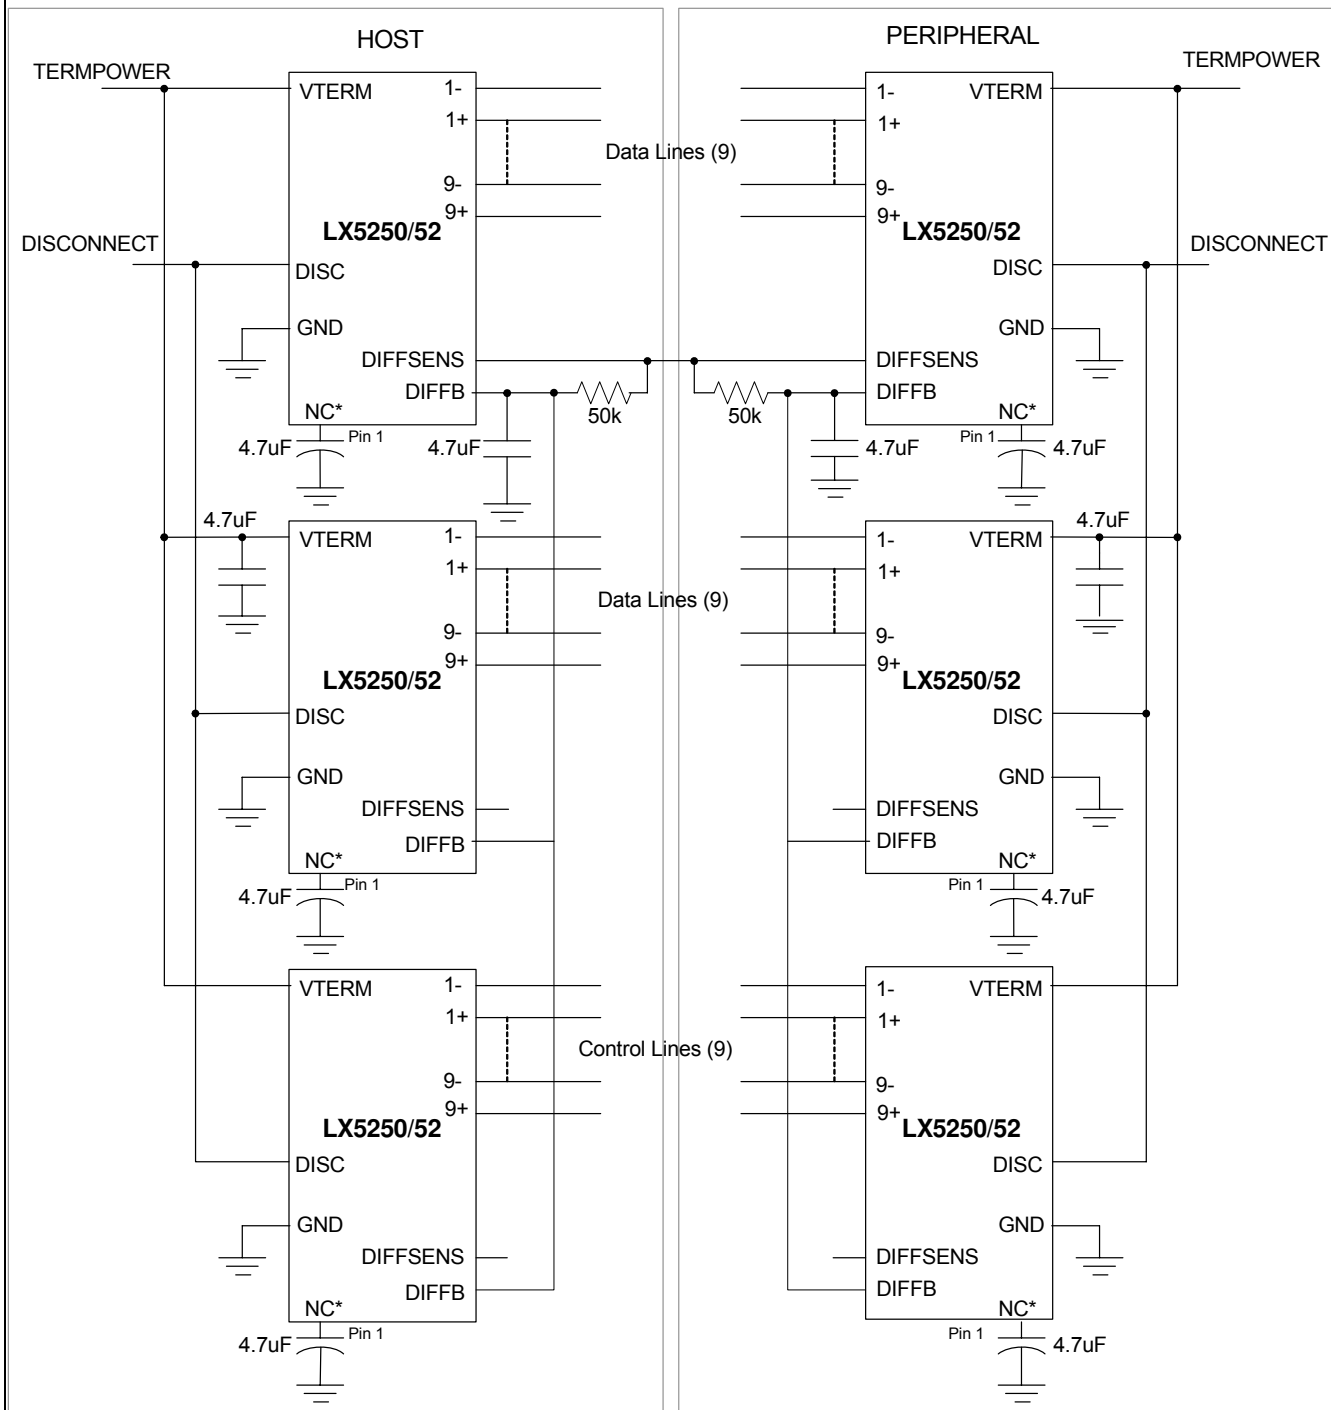 HOST
PERIPHERAL
TERMPOWER
TERMPOWER
VTERM
1-
1+
Data Lines (9)
9-
9+
LX5250/52
1-
VTERM
1+
9-
9+
LX5250/52
DISCONNECT
DISCONNECT
DISC
DISC
GND
GND
DIFFSENS
DIFFSENS
DIFFB
DIFFB
50k
50k
NC*
Pin 1
4.7uF
4.7uF
NC*
Pin 1
4.7uF
4.7uF
4.7uF
VTERM
1-
1+
Data Lines (9)
9-
9+
LX5250/52
DISC
GND
DIFFSENS
DIFFB
NC*
Pin 1
4.7uF
4.7uF
1-
VTERM
1+
9-
9+
LX5250/52
DISC
GND
DIFFSENS
DIFFB
NC*
Pin 1
4.7uF
VTERM
1-
1+
Control Lines (9)
9-
9+
LX5250/52
DISC
GND
DIFFSENS
DIFFB
NC*
Pin 1
4.7uF
1-
VTERM
1+
9-
9+
LX5250/52
DISC
GND
DIFFSENS
DIFFB
NC*
Pin 1
4.7uF